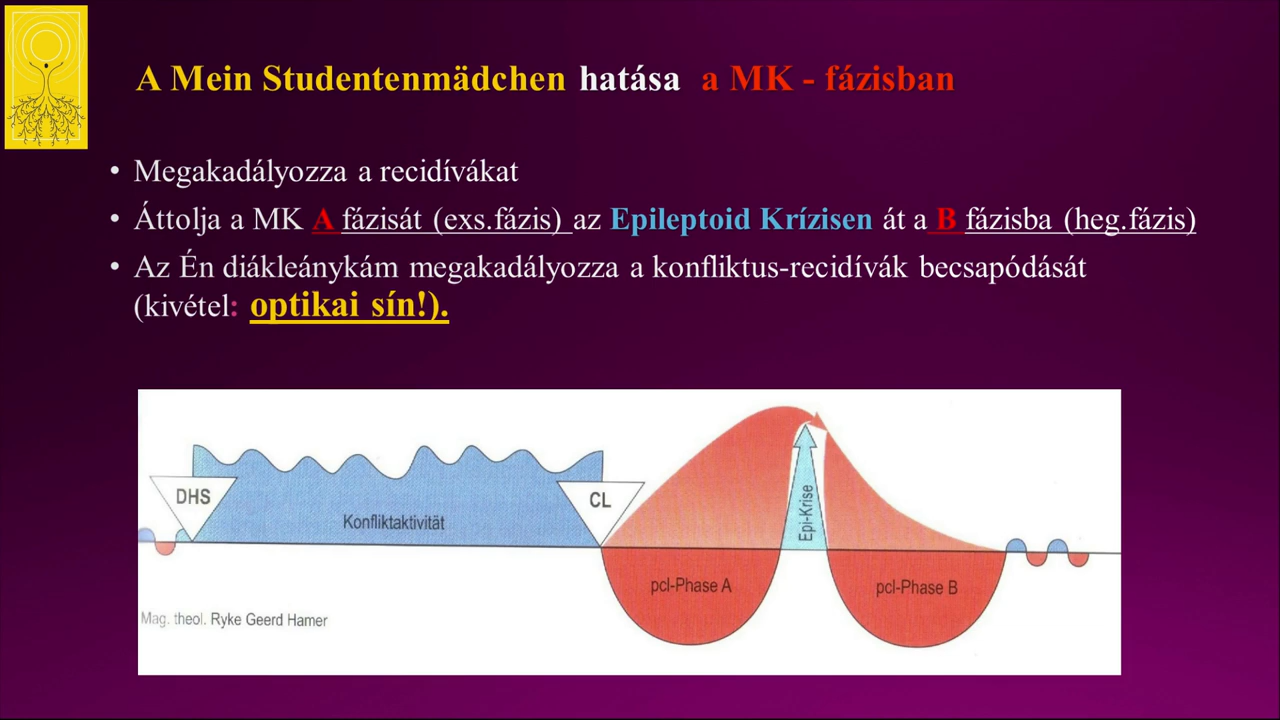 A Mein Studentenmädchen hatása a MK - fázisban
• Megakadályozza a recidívákat
• Áttolja a MK A fázisát (exs.fázis) az Epileptoid Krízisen át a B fázisba (heg.fázis)
• Az Én diákleánykám megakadályozza a konfliktus-recidívák becsapódását
(kivétel: optikai sín!).
DHS
Konfliktaktivität
CL
Epi-Krise
pcl-Phase A
pcl-Phase B
Mag. theol. Ryke Geerd Hamer